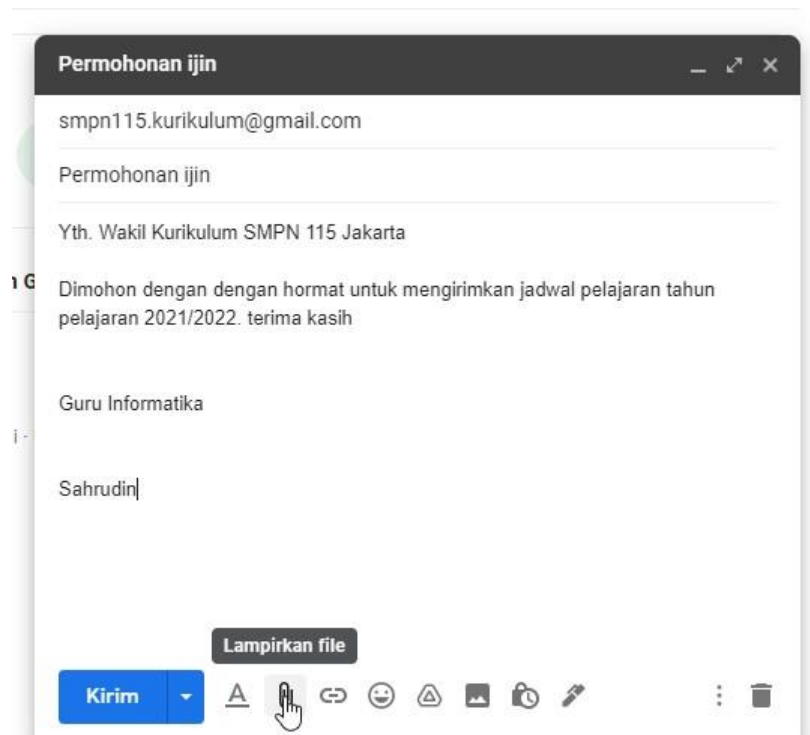 Permohonan ijin
smpn115.kurikulum@gmail.com
Permohonan ijin
Yth. Wakil Kurikulum SMPN 115 Jakarta
Dimohon dengan dengan hormat untuk mengirimkan jadwal pelajaran tahun
pelajaran 2021/2022. terima kasih
Guru Informatika
Sahrudin
Lampirkan file
Kirim